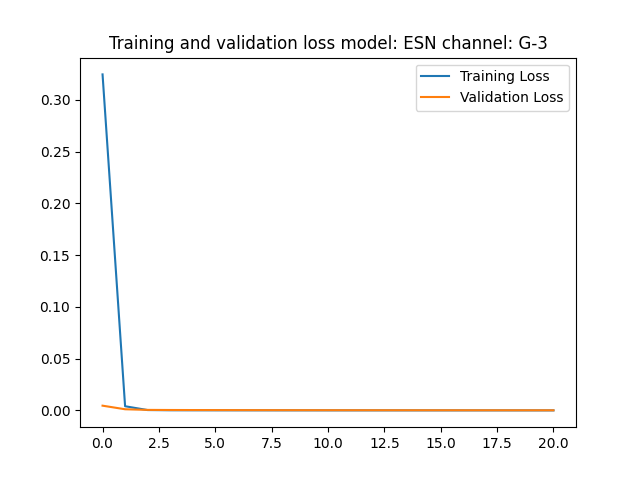 Training and validation loss model: ESN channel: G-3
Training Loss
Validation Loss
0.30
0.25
0.20
0.15
0.10
0.05
0.00
0.0 2.5 5.0 7.5 10.0 12.5 15.0 17.5 20.0